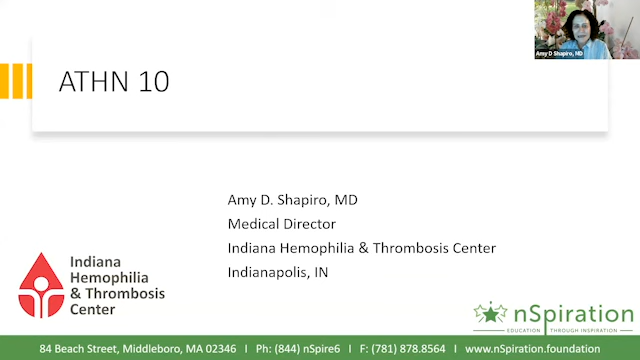 Amy D Shapiro, MD
ATHN 10
Amy D. Shapiro, MD
Medical Director
Indiana Hemophilia & Thrombosis Center
Indianapolis, IN
Indiana
Hemophilia
& Thrombosis
Center
nSpiration
EDUCATION THROUGH INSPIRATION
84 Beach Street, Middleboro, MA 02346 I Ph: (844) nSpire6 I F: (781) 878.8564 I www.nSpiration.foundation